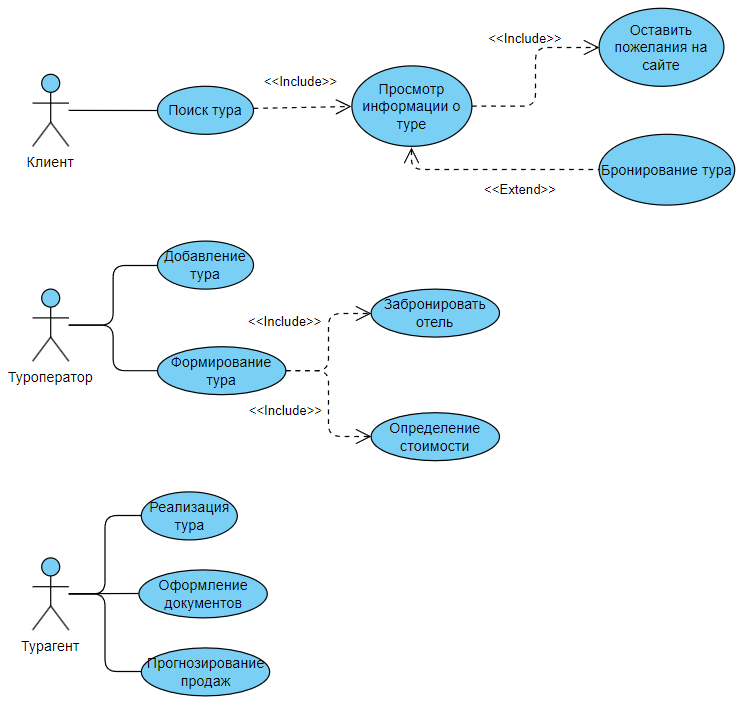 Оставить
пожелания на
сайте
<<Include>>
<<Include>>
Просмотр
информации о
туре
Поиск тура
Клиент
Бронирование тура
<<Extend>>
Добавление
тура
Забронировать
отель
<<Include>>
Туроператор
Формирование
тура
<<Include>>
Определение
стоимости
Реализация
тура
Оформление
документов
Турагент
Прогнозирование
продаж